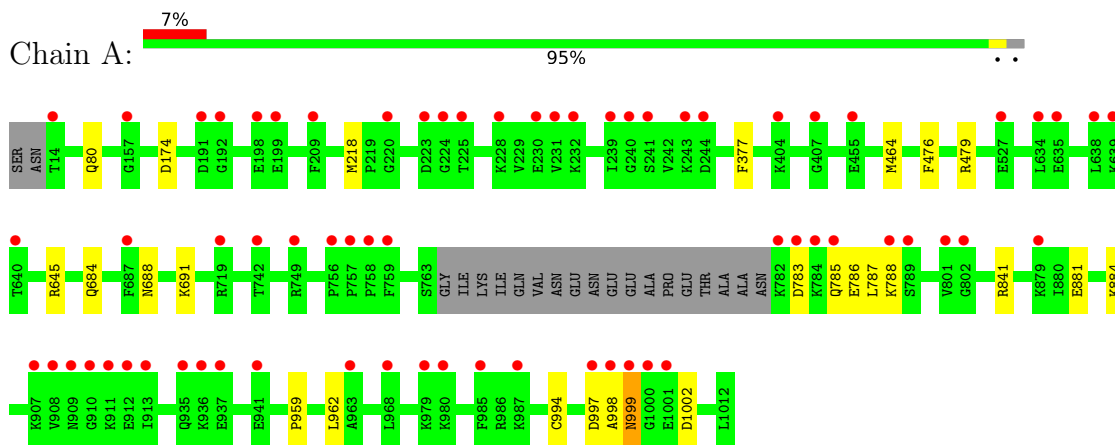 7%
Chain A:
95%
SER ASN T14 Q80 G157 D174 D191 G192 E198 E199 F209 M218 P219 G220 D223 G224 T225 K228 V229 E230 V231 K232 I239 G240 S241 V242 K243 D244 F377 K404 G407 E455 M464 F476 R479 E527 L634 E635 L638 K639
T640 R645 Q684 F687 N688 K691 R719 T742 R749 P756 P757 P758 F759 S763 GLY ILE LYS ILE GLN VAL ASN GLU ASN GLU GLU ALA PRO GLU THR ALA ALA ASN K782 D783 K784 Q785 E786 L787 K788 S789 V801 G802 R841 K879 I880 E881 K884
K907 V908 N909 G910 K911 E912 I913 Q935 K936 E937 E941 P959 L962 A963 L968 K979 K980 F985 R986 K987 C994 D997 A998 N999 G1000 E1001 D1002 L1012